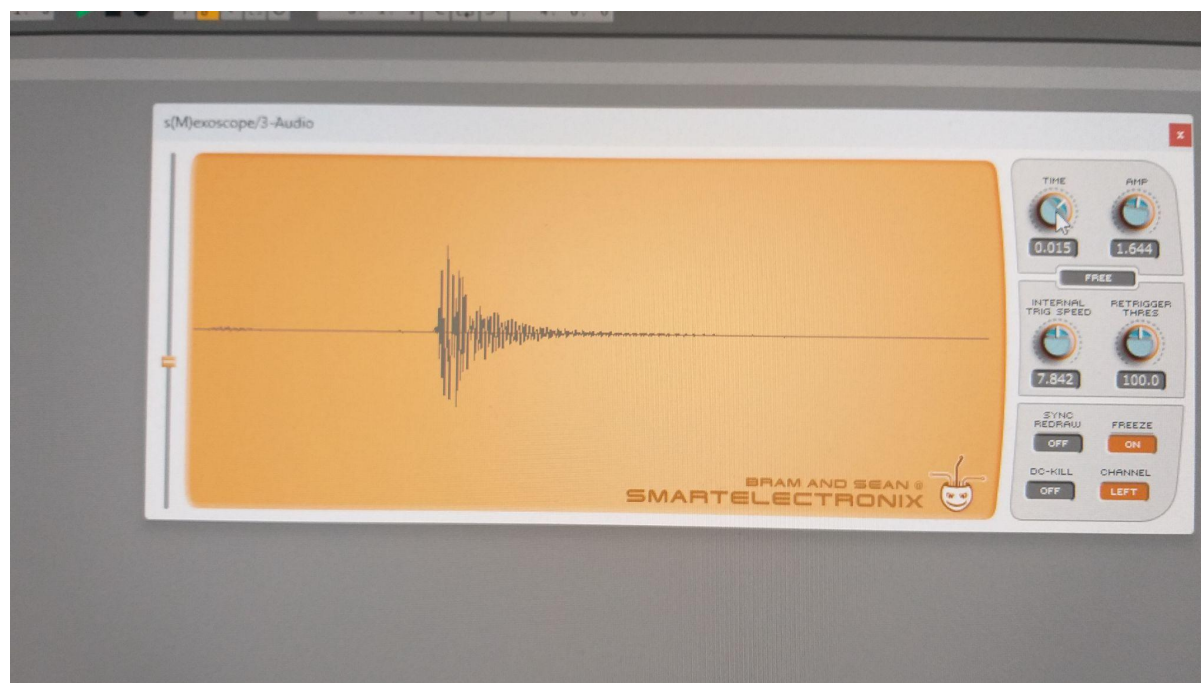 s(M)exoscope/3-Audio
x
TIME
AMP
0.015
1.644
FREE
INTERNAL
TRIG SPEED
RETRIGGER
THRES
7.842
100.0
SYNC
REDRAW
FREEZE
OFF
ON
DC-KILL
CHANNEL
OFF
LEFT
BRAM AND SEAN @
SMARTELECTRONIX